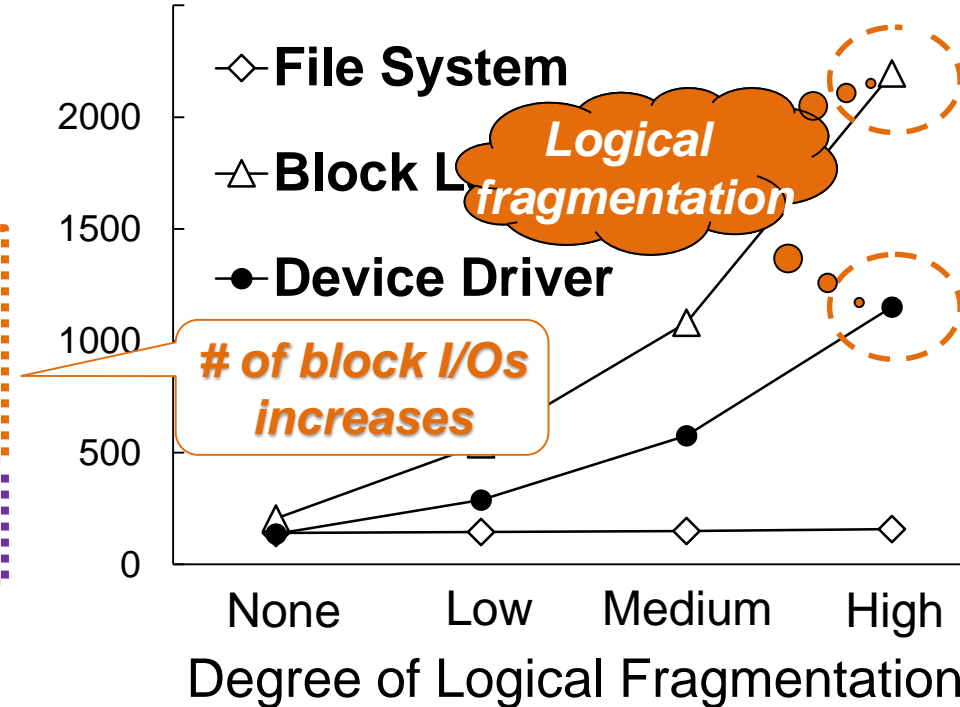 File System
2000
Logical
Block
fragmentation
1500
Device Driver
1000
# of block I/Os
increases
500
0
None Low Medium High
Degree of Logical Fragmentation